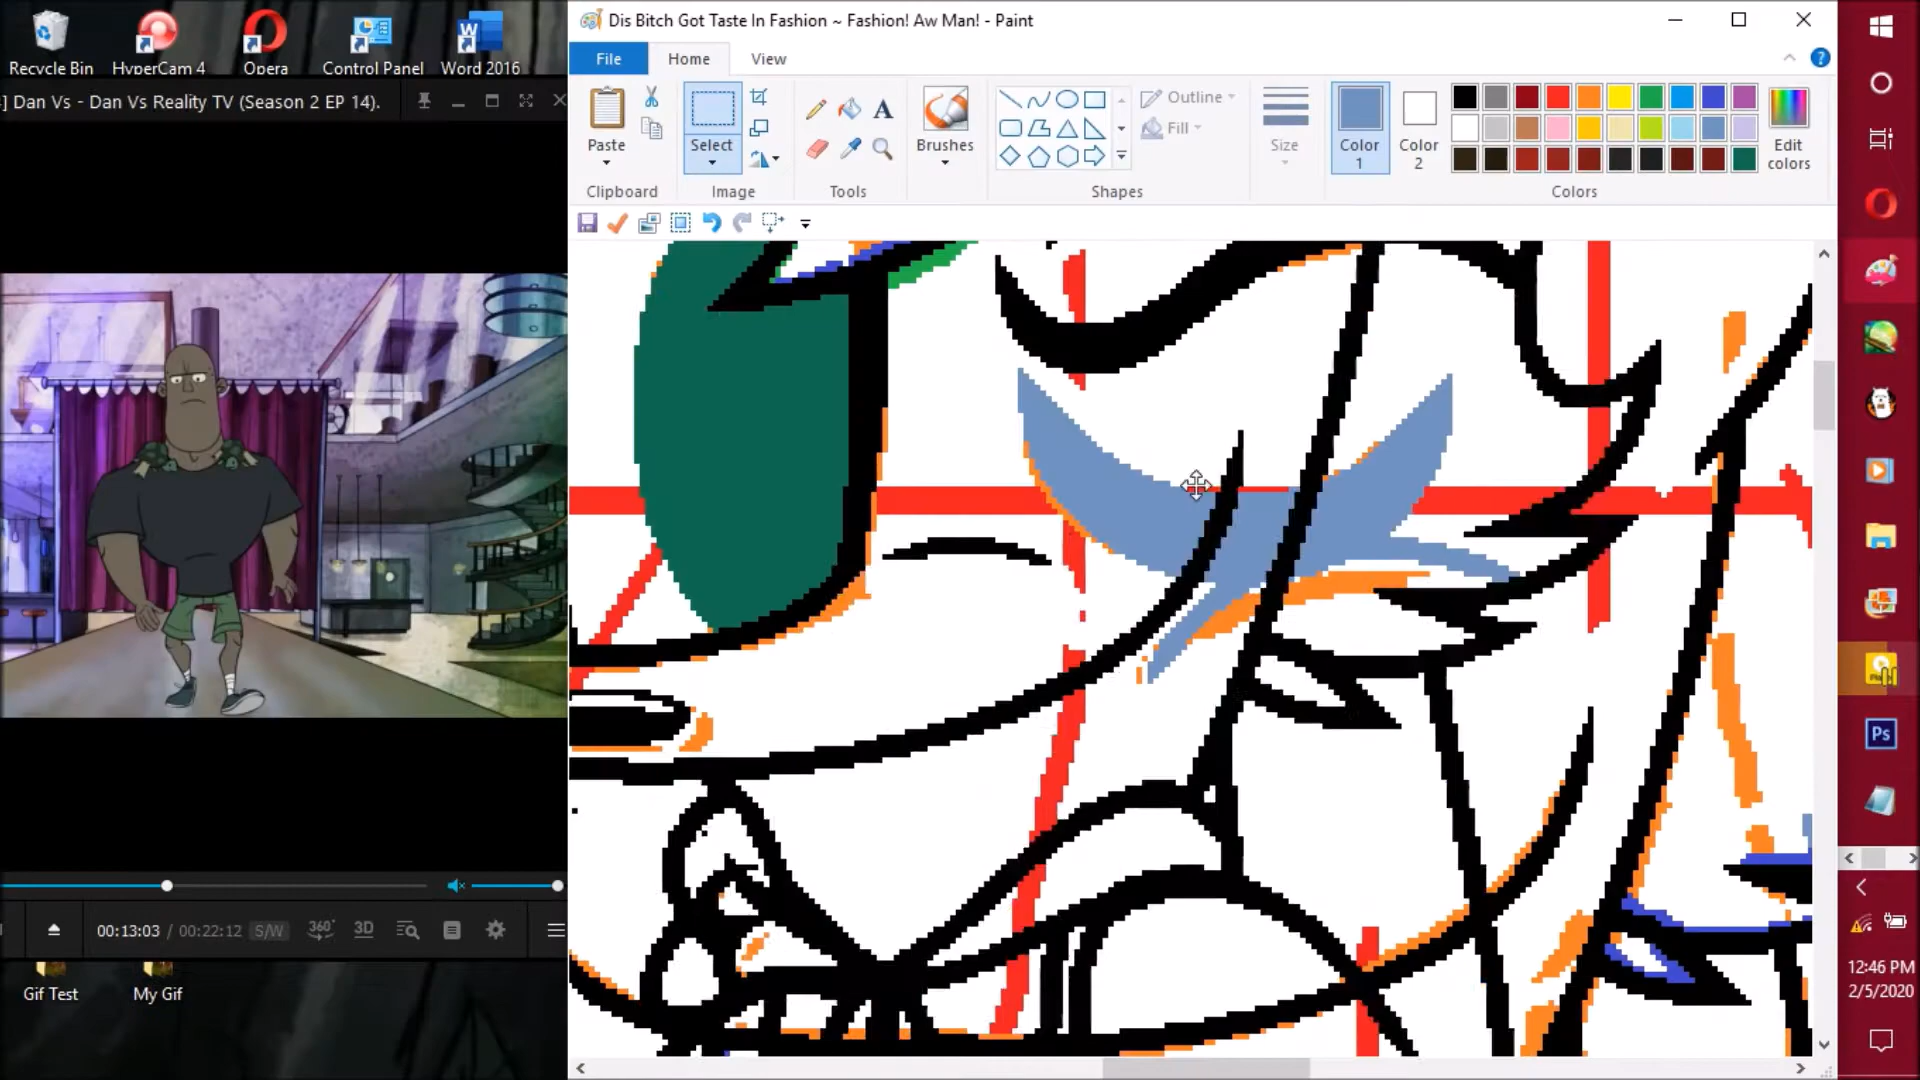 Recycle Bin
HyperCam 4
Opera
Control Panel
Word 2016
] Dan Vs - Dan Vs Reality TV (Season 2 EP 14).
00:13:03 / 00:22:12 S/W
360°
3D
Gif Test
My Gif
Dis Bitch Got Taste In Fashion ~ Fashion! Aw Man! - Paint
File
Home
View
Paste
Select
Brushes
Outline
Fill
Size
Color
1
Color
2
Edit
colors
Clipboard
Image
Tools
Shapes
Colors
A
W
?
Ps
12:46 PM
2/5/2020